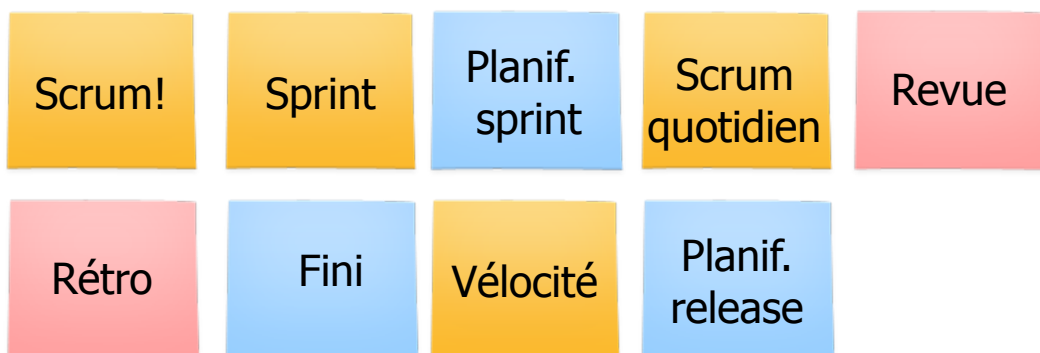 Scrum!
Sprint
Planif.
sprint
Scrum
quotidien
Revue
Rétro
Fini
Vélocité
Planif.
release